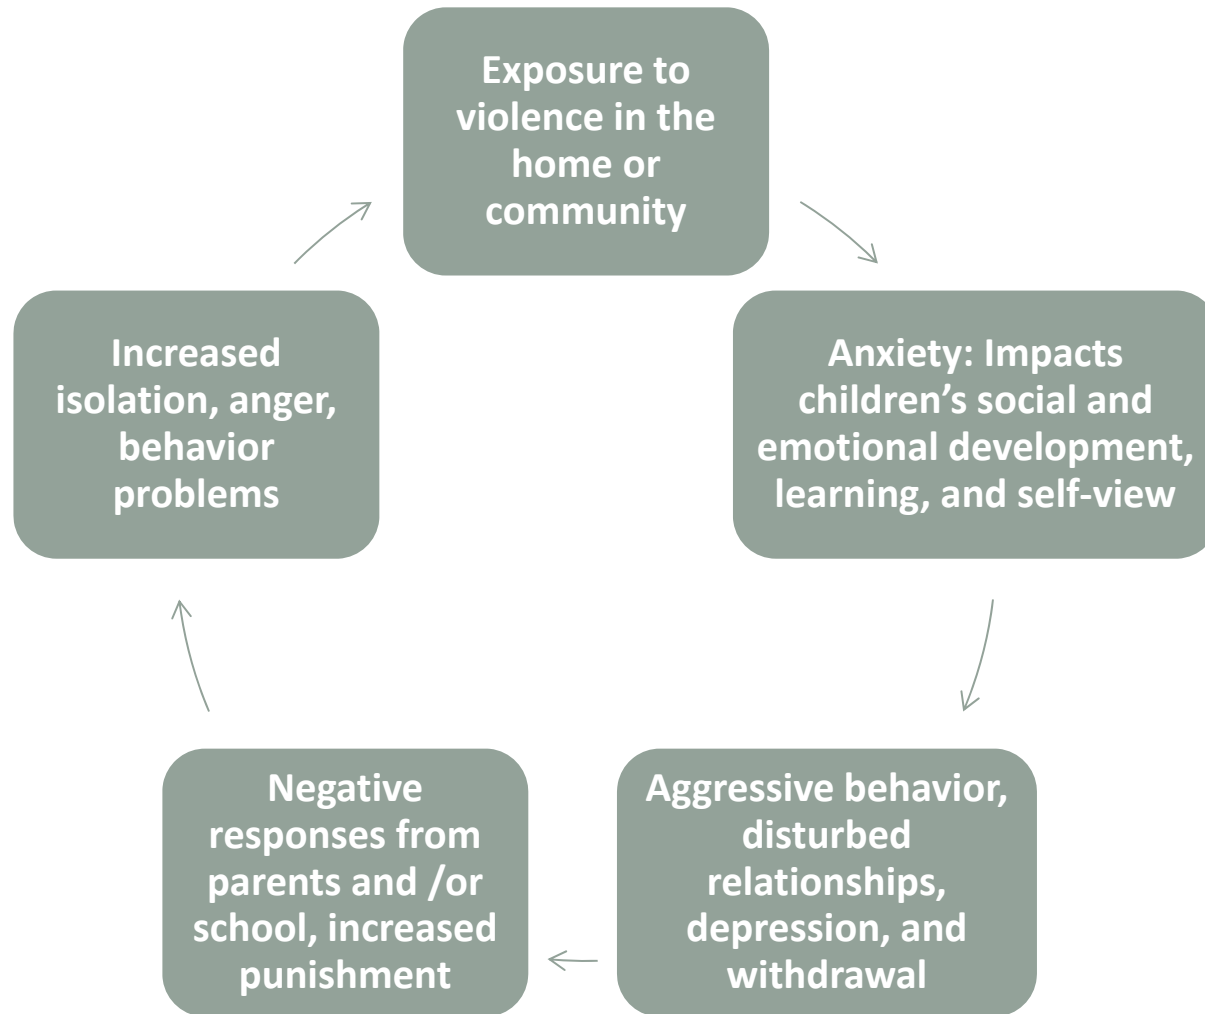 Exposure to
violence in the
home or
community
Anxiety: Impacts
children’s social and
emotional development,
learning, and self-view
Aggressive behavior,
disturbed
relationships,
depression, and
withdrawal
Negative
responses from
parents and /or
school, increased
punishment
Increased
isolation, anger,
behavior
problems